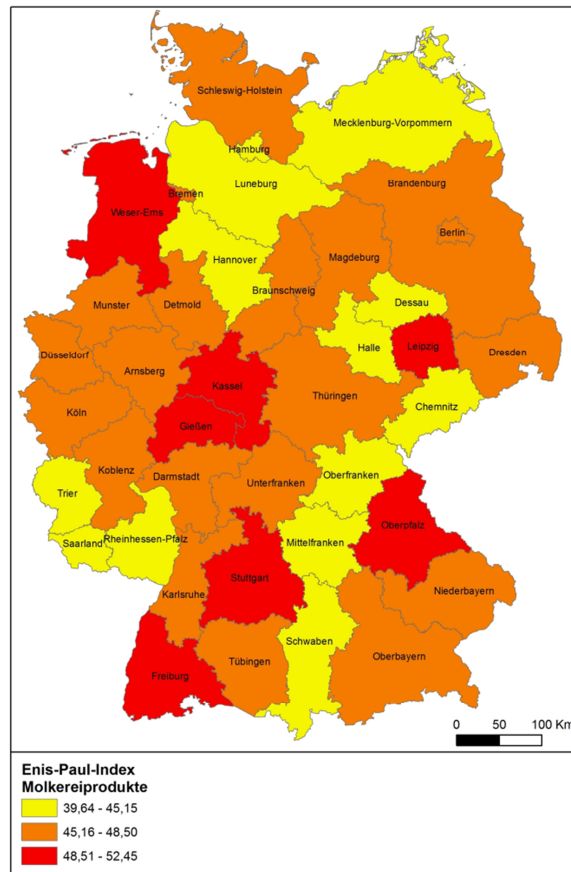 Schleswig-Holstein
Mecklenburg-Vorpommern
Hamburg
Luneburg
Bremen
Brandenburg
Weser-Ems
Berlin
Hannover
Magdeburg
Braunschweig
Munster
Detmold
Dessau
Halle
Leipzig
Düsseldorf
Dresden
Arnsberg
Kassel
Thüringen
Chemnitz
Köln
Gießen
Koblenz
Darmstadt
Unterfranken
Oberfranken
Trier
Oberpfalz
Saarland
Rheinhessen-Pfalz
Mittelfranken
Stuttgart
Karlsruhe
Niederbayern
Schwaben
Tübingen
Oberbayern
Freiburg
0 50 100 Km
Enis-Paul-Index
Molkereiprodukte
39,64 - 45,15
45,16 - 48,50
48,51 - 52,45